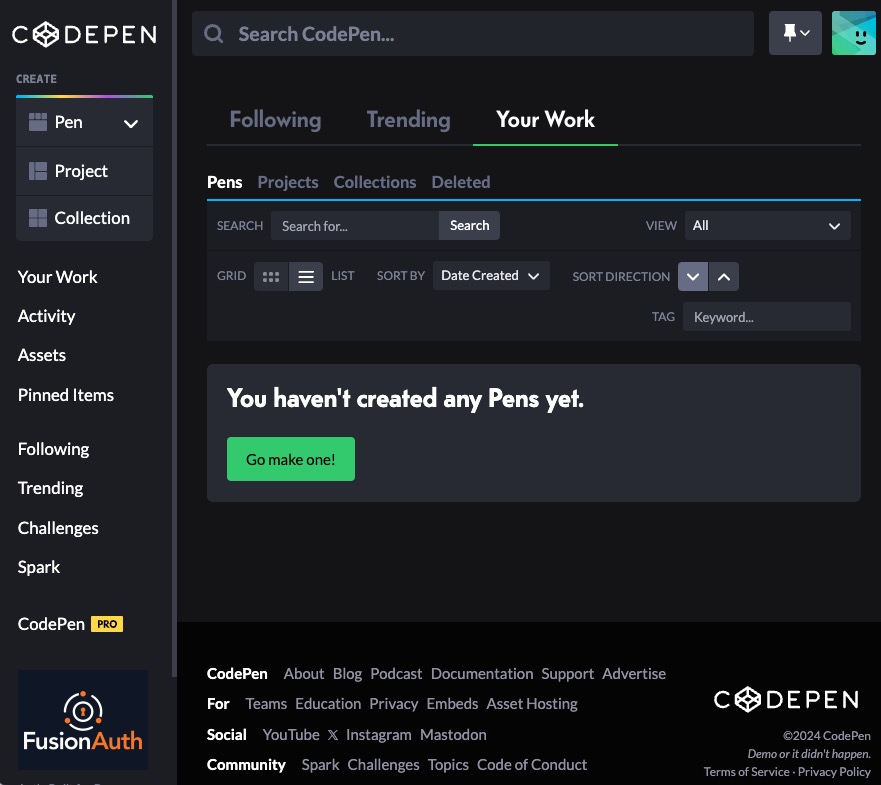 CODEPEN
Search CodePen...
CREATE
Pen
Project
Collection
Your Work
Activity
Assets
Pinned Items
Following
Trending
Challenges
Spark
CodePen PRO
FusionAuth
Following Trending Your Work
Pens Projects Collections Deleted
SEARCH Search for... Search VIEW All
GRID LIST SORT BY Date Created SORT DIRECTION
TAG Keyword...
You haven't created any Pens yet.
Go make one!
CodePen About Blog Podcast Documentation Support Advertise
For Teams Education Privacy Embeds Asset Hosting
Social YouTube X Instagram Mastodon
Community Spark Challenges Topics Code of Conduct
CODEPEN
©2024 CodePen
Demo or it didn't happen.
Terms of Service · Privacy Policy